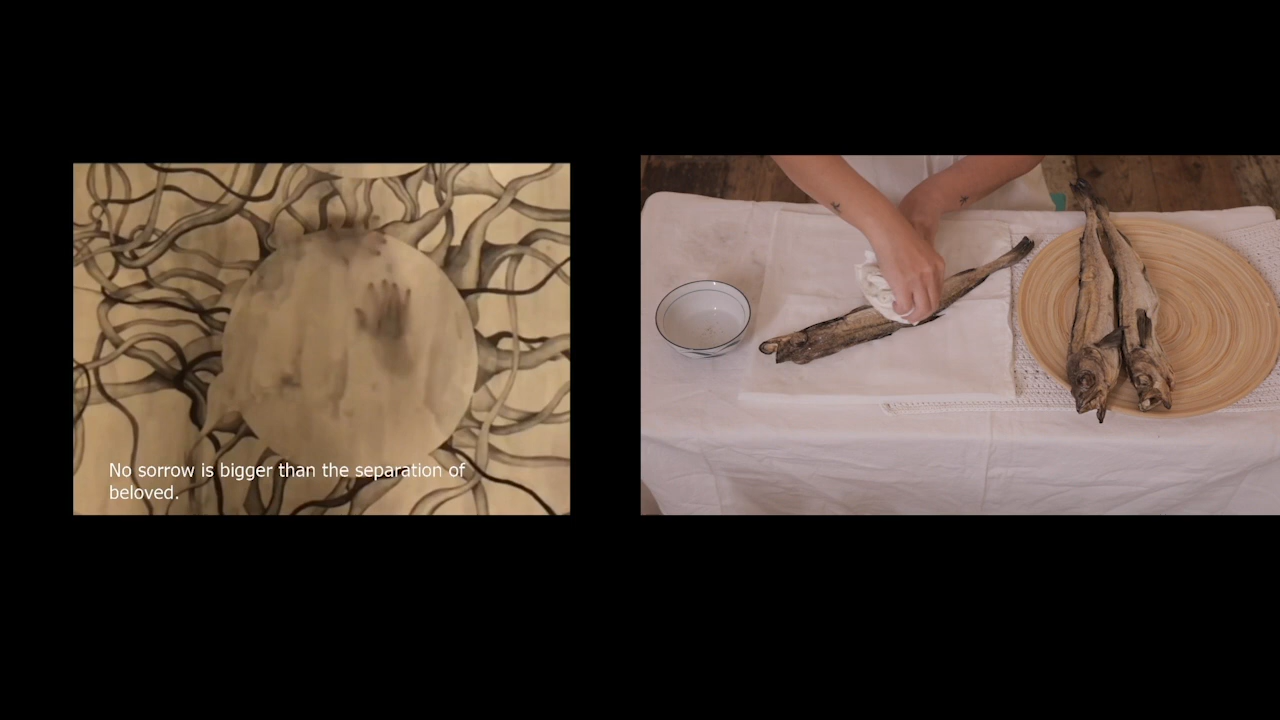 No sorrow is bigger than the separation of
beloved.